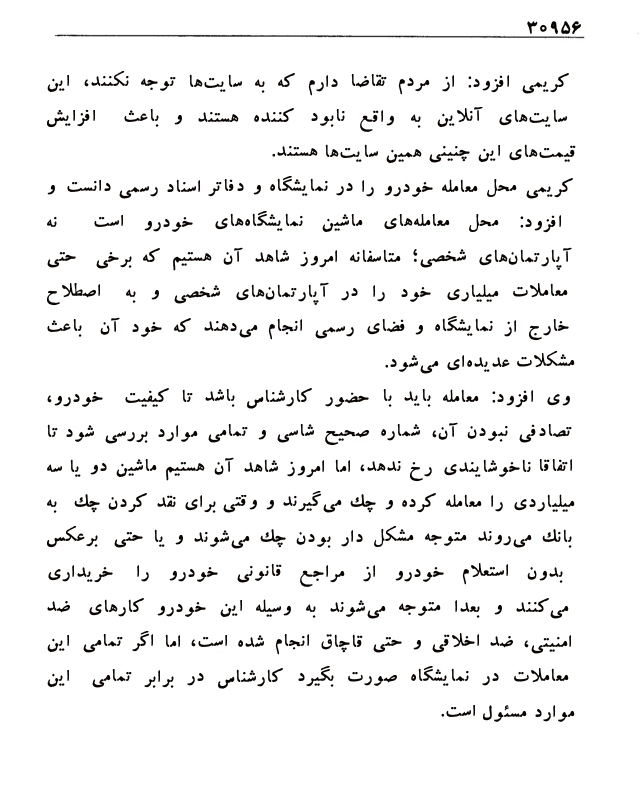 ۳۰۹۵۶
کریمی افزود: از مردم تقاضا دارم که به سایت‌ها توجه نکنند، این
سایت‌های آنلاین به واقع نابود کننده هستند و باعث افزایش
قیمت‌های این چنینی همین سایت‌ها هستند.
کریمی محل معامله خودرو را در نمایشگاه و دفاتر اسناد رسمی دانست و
افزود: محل معامله‌های ماشین نمایشگاه‌های خودرو است نه
آپارتمان‌های شخصی؛ متاسفانه امروز شاهد آن هستیم که برخی حتی
معاملات میلیاری خود را در آپارتمان‌های شخصی و به اصطلاح
خارج از نمایشگاه و فضای رسمی انجام می‌دهند که خود آن باعث
مشکلات عدیده‌ای می‌شود.
وی افزود: معامله باید با حضور کارشناس باشد تا کیفیت خودرو،
تصادفی نبودن آن، شماره صحیح شاسی و تمامی موارد بررسی شود تا
اتفاقا ناخوشایندی رخ ندهد، اما امروز شاهد آن هستیم ماشین دو یا سه
میلیاردی را معامله کرده و چك می‌گیرند و وقتی برای نقد کردن چك به
بانك می‌روند متوجه مشکل دار بودن چك می‌شوند و یا حتی برعکس
بدون استعلام خودرو از مراجع قانونی خودرو را خریداری
می‌کنند و بعدا متوجه می‌شوند به وسیله این خودرو کارهای ضد
امنیتی، ضد اخلاقی و حتی قاچاق انجام شده است، اما اگر تمامی این
معاملات در نمایشگاه صورت بگیرد کارشناس در برابر تمامی این
موارد مسئول است.